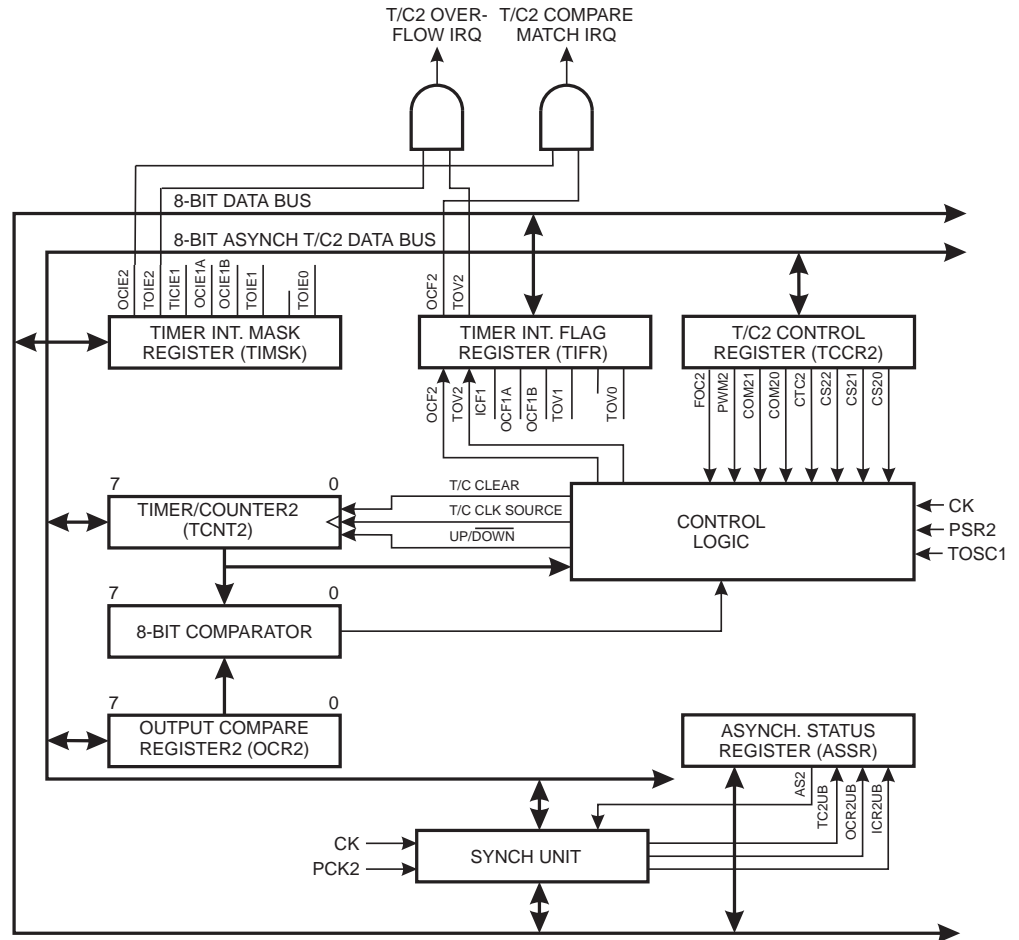 T/C2 OVER-
FLOW IRQ
T/C2 COMPARE
MATCH IRQ
8-BIT DATA BUS
8-BIT ASYNCH T/C2 DATA BUS
OCIE2
TOIE2
TICIE1
OCIE1A
OCIE1B
TOIE1
TOIE0
OCF2
TOV2
TIMER INT. MASK
REGISTER (TIMSK)
TIMER INT. FLAG
REGISTER (TIFR)
T/C2 CONTROL
REGISTER (TCCR2)
OCF2
TOV2
ICF1
OCF1A
OCF1B
TOV1
TOV0
FOC2
PWM2
COM21
COM20
CTC2
CS22
CS21
CS20
7
0
TIMER/COUNTER2
(TCNT2)
T/C CLEAR
T/C CLK SOURCE
UP/DOWN
CONTROL
LOGIC
CK
PSR2
TOSC1
7
0
8-BIT COMPARATOR
7
0
OUTPUT COMPARE
REGISTER2 (OCR2)
ASYNCH. STATUS
REGISTER (ASSR)
AS2
TC2UB
OCR2UB
ICR2UB
CK
PCK2
SYNCH UNIT